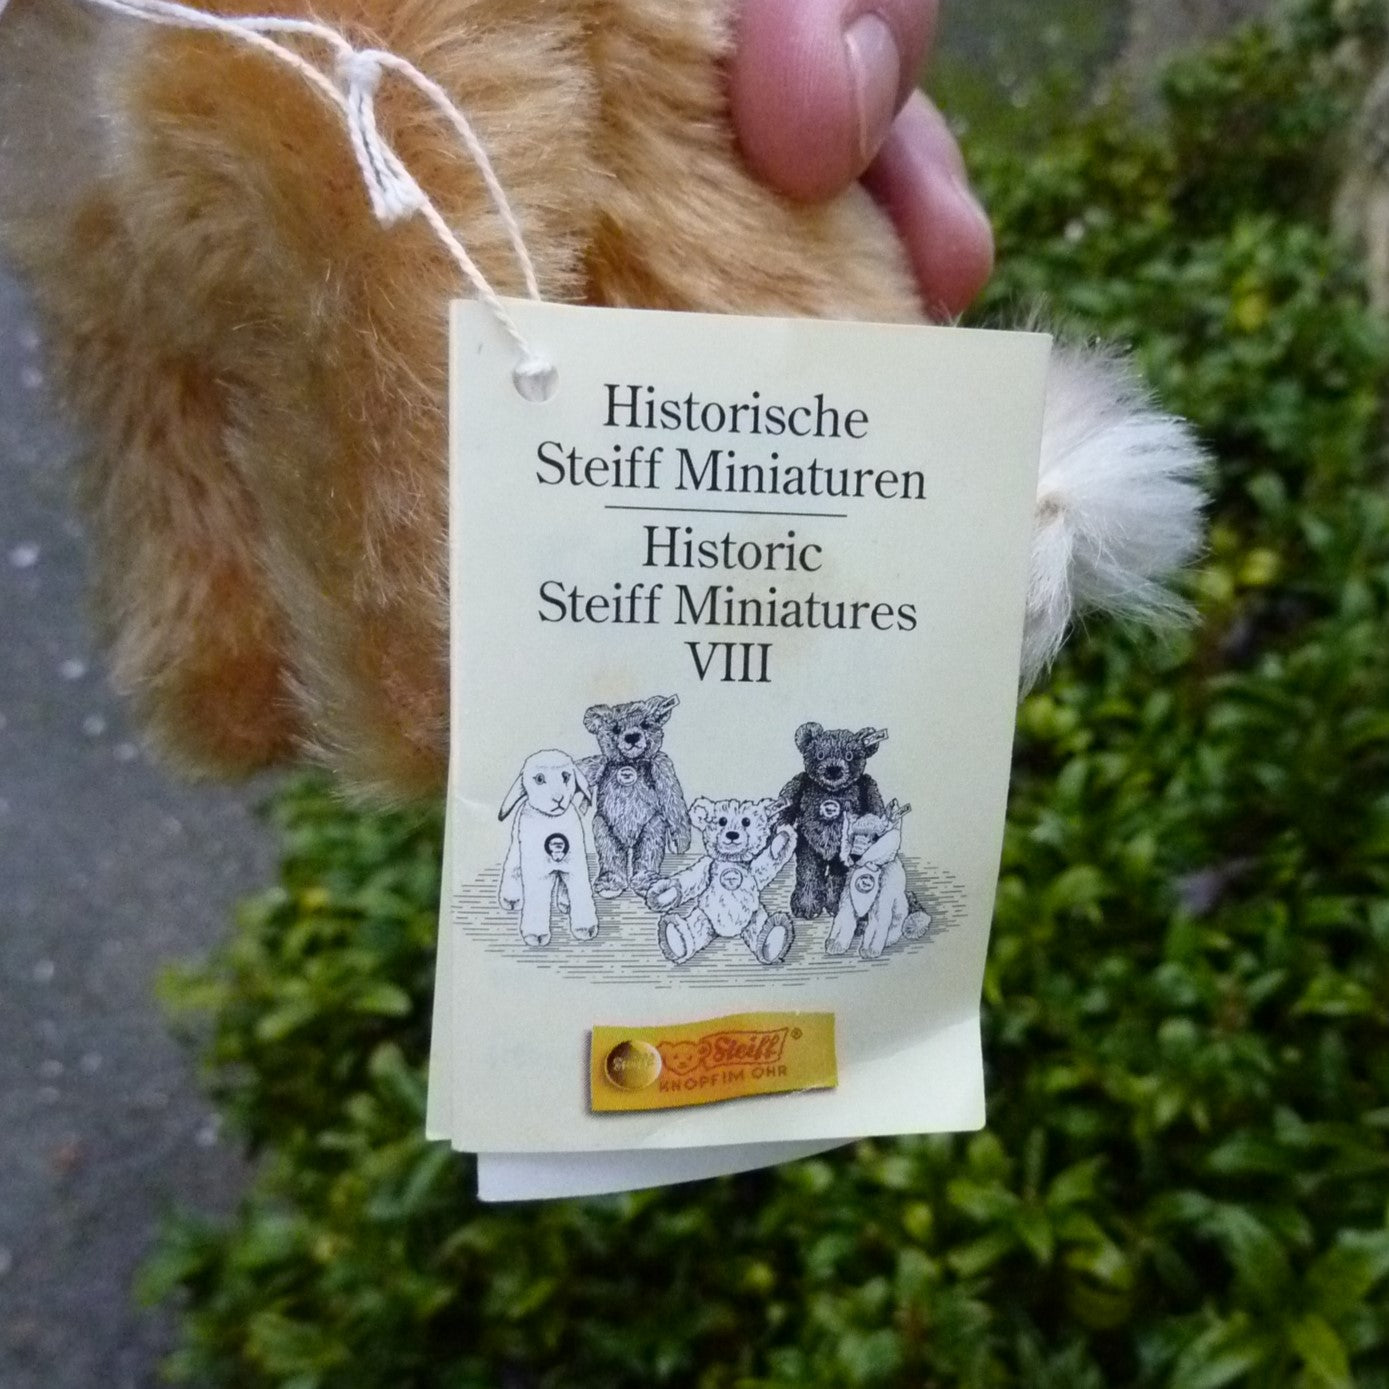 Historische
Steiff Miniaturen
Historic
Steiff Miniatures
VIII
Steiff®
KNOPF IM OHR